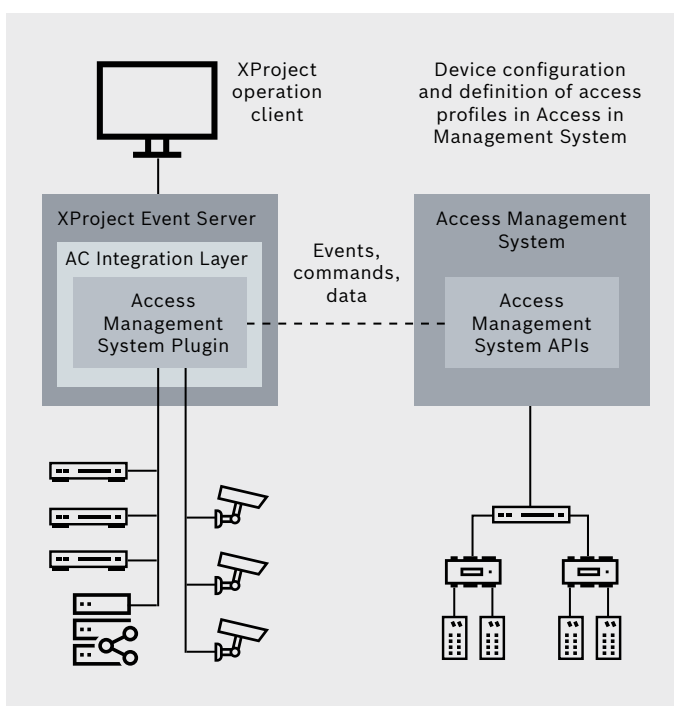 XProject
operation
client
Device configuration
and definition of access
profiles in Access in
Management System
XProject Event Server
AC Integration Layer
Access
Management
System Plugin
Events,
commands,
data
Access Management
System
Access
Management
System APIs